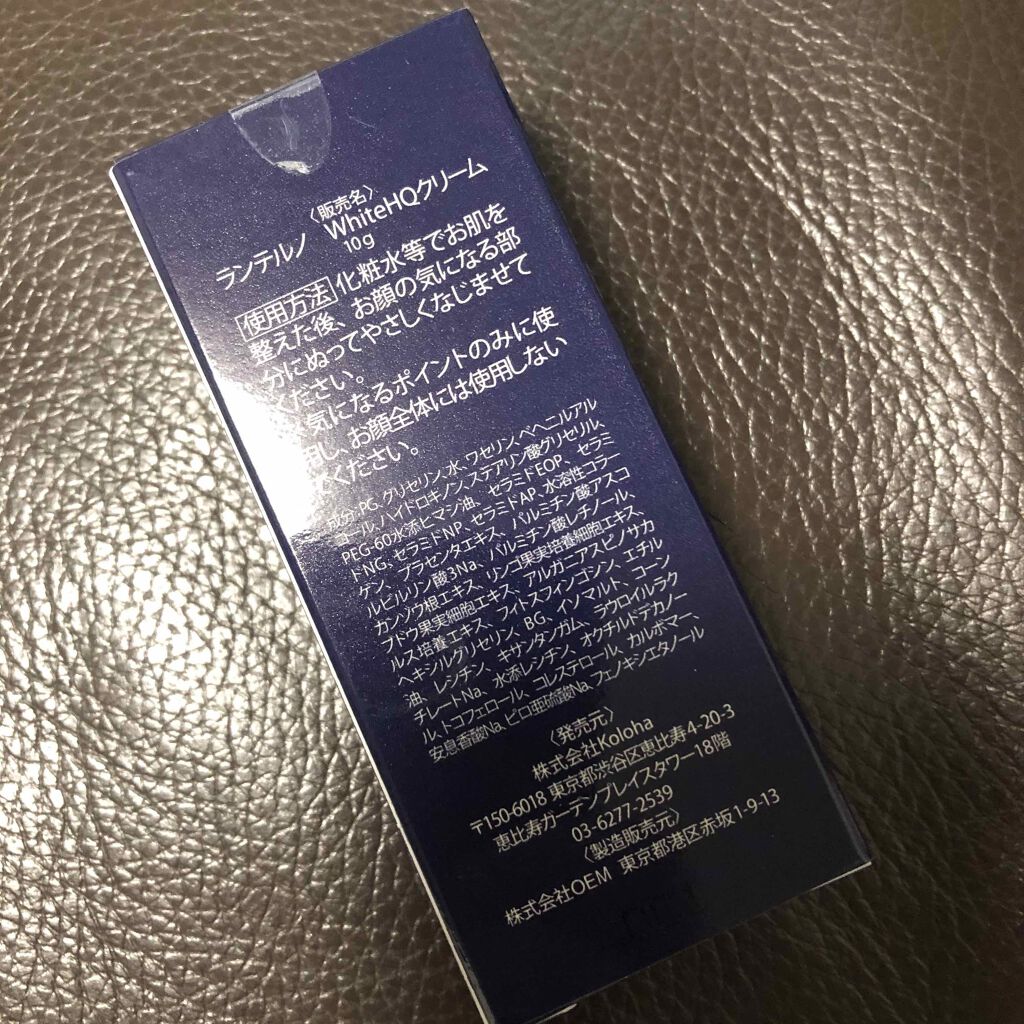 〈販売名〉
ランテルノ WhiteHQクリーム
10g
使用方法 化粧水等でお肌を
整えた後、お顔の気になる部
分にぬってやさしくなじませて
ください。
気になるポイントのみに使
用し、お顔全体には使用しない
でください。
成分:PG、グリセリン、水、ワセリン、ベヘニルアル
コール、ハイドロキノン、ステアリン酸グリセリル、
PEG-60水添ヒマシ油、セラミドEOP、セラミ
ドNG、セラミドNP、セラミドAP、水溶性コラー
ゲン、プラセンタエキス、パルミチン酸アスコ
ルビルリン酸3Na、パルミチン酸レチノール、
カンゾウ根エキス、リンゴ果実培養細胞エキス、
ブドウ果実細胞エキス、アルガニアスピノサカ
ルス培養エキス、フィトスフィンゴシン、エチル
ヘキシルグリセリン、BG、イソマルト、コーン
油、レシチン、キサンタンガム、ラウロイルラク
チレートNa、水添レシチン、オクチルドデカノー
ル、トコフェロール、コレステロール、カルボマー、
安息香酸Na、ピロ亜硫酸Na、フェノキシエタノール
〈発売元〉
株式会社Koloha
〒150-6018 東京都渋谷区恵比寿4-20-3
恵比寿ガーデンプレイスタワー18階
03-6277-2539
〈製造販売元〉
株式会社OEM 東京都港区赤坂1-9-13